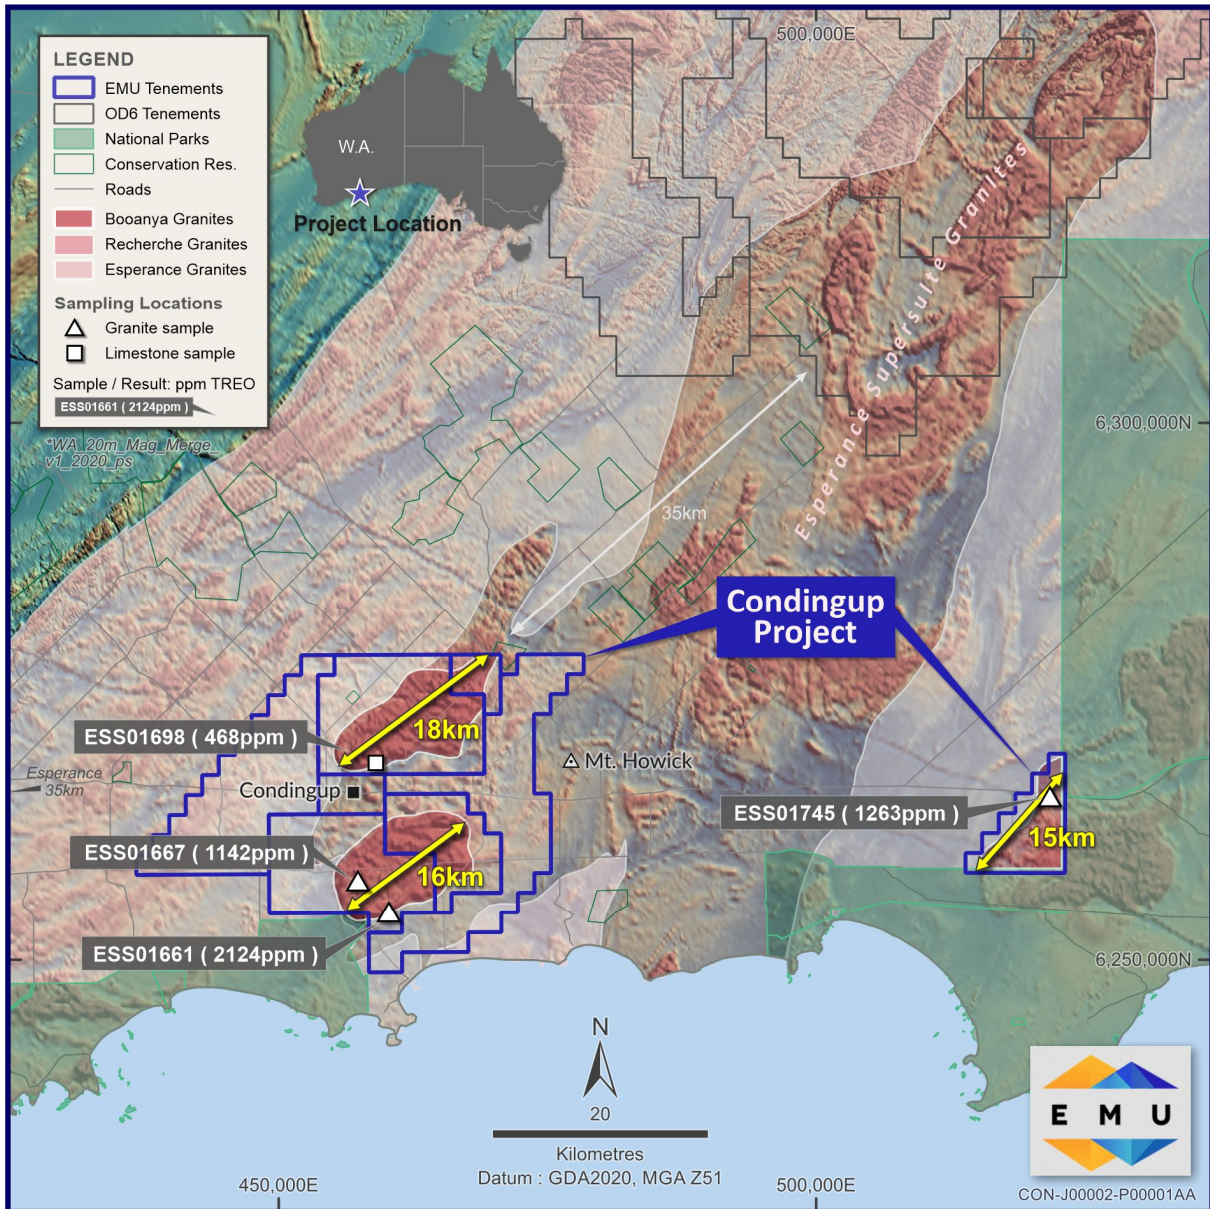 500,000E
LEGEND
EMU Tenements
OD6 Tenements
National Parks
Conservation Res.
Roads
Booanya Granites
Recherche Granites
Esperance Granites
Sampling Locations
Granite sample
Limestone sample
Sample / Result: ppm TREO
ESS01661 ( 2124ppm )
W.A.
Project Location
*WA_20m_Mag_Merge_
v1_2020_ps
Esperance Supersuite Granites
6,300,000N
35km
Condingup
Project
18km
ESS01698 ( 468ppm )
Mt. Howick
Esperance
35km
Condingup
ESS01745 ( 1263ppm )
15km
ESS01667 ( 1142ppm )
16km
ESS01661 ( 2124ppm )
6,250,000N
N
20
Kilometres
Datum : GDA2020, MGA Z51
EMU
450,000E
500,000E
CON-J00002-P00001AA